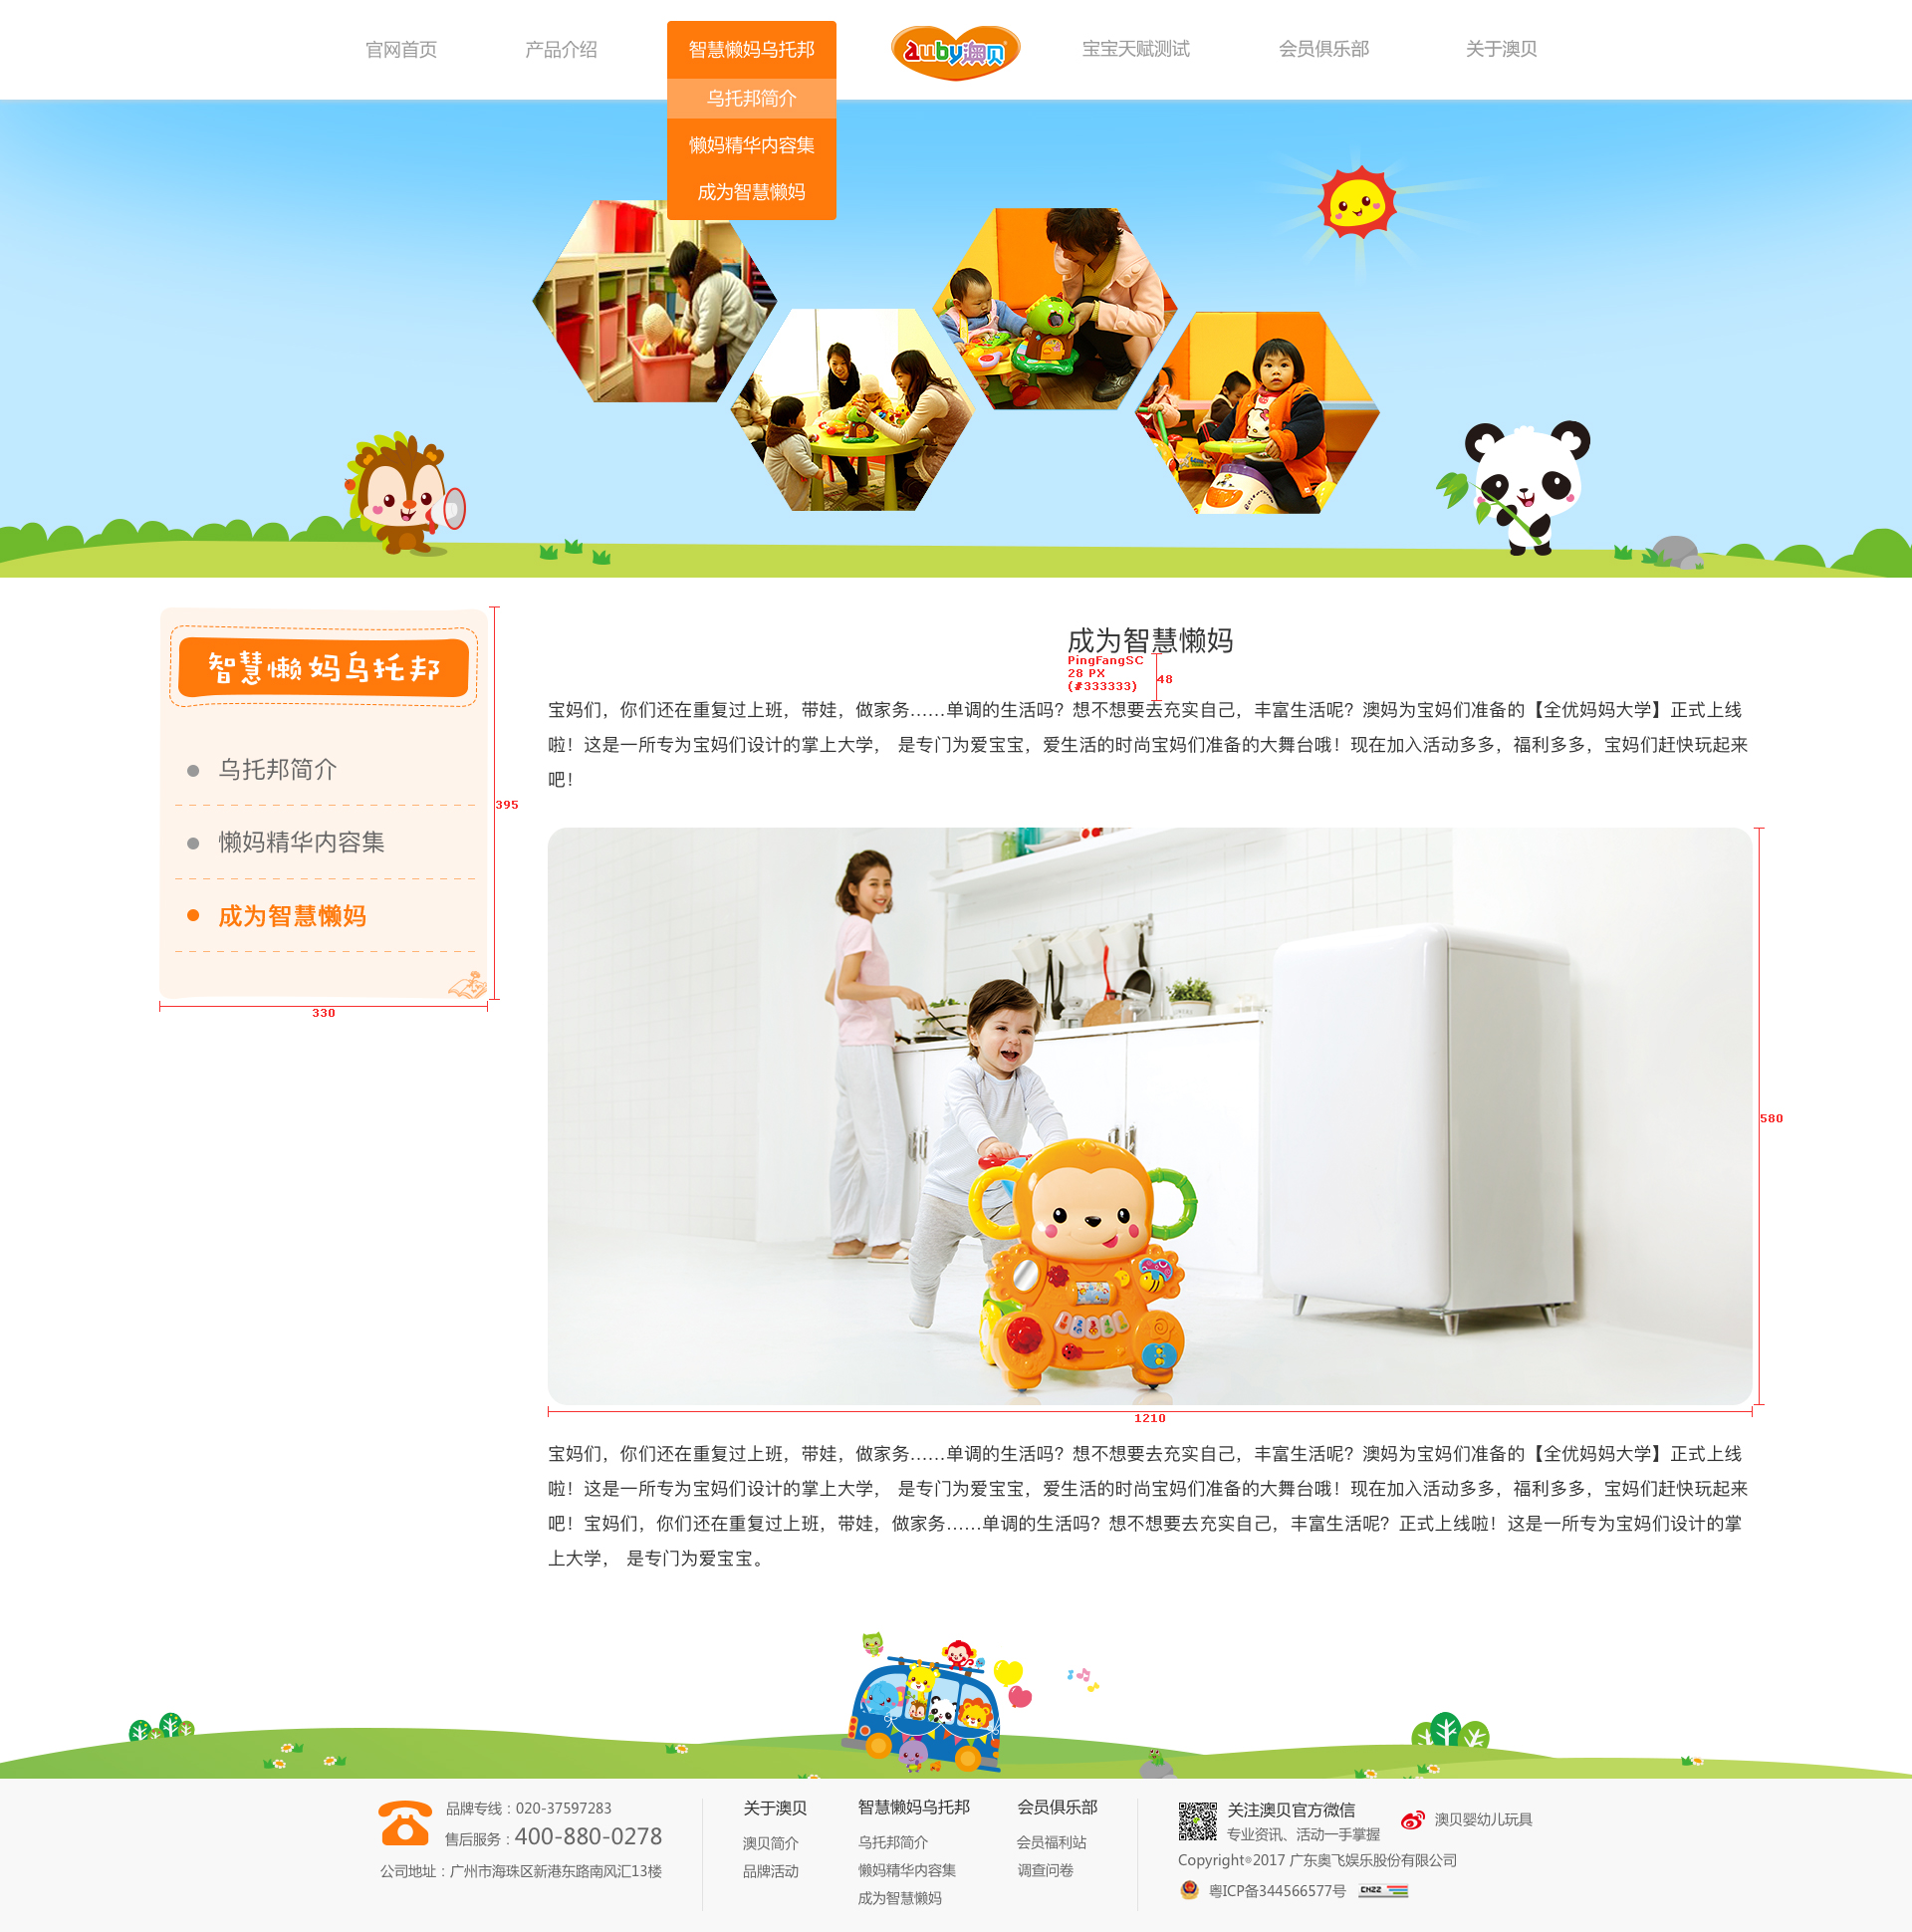 官网首页
产品介绍
智慧懒妈乌托邦
auby澳贝
宝宝天赋测试
会员俱乐部
关于澳贝
乌托邦简介
懒妈精华内容集
成为智慧懒妈
智慧懒妈乌托邦
乌托邦简介
懒妈精华内容集
成为智慧懒妈
395
330
成为智慧懒妈
PingFangSC
28 PX
(#333333)
48
宝妈们，你们还在重复过上班，带娃，做家务……单调的生活吗？想不想要去充实自己，丰富生活呢？澳妈为宝妈们准备的【全优妈妈大学】正式上线
啦！这是一所专为宝妈们设计的掌上大学， 是专门为爱宝宝，爱生活的时尚宝妈们准备的大舞台哦！现在加入活动多多，福利多多，宝妈们赶快玩起来
吧！
580
1210
宝妈们，你们还在重复过上班，带娃，做家务……单调的生活吗？想不想要去充实自己，丰富生活呢？澳妈为宝妈们准备的【全优妈妈大学】正式上线
啦！这是一所专为宝妈们设计的掌上大学， 是专门为爱宝宝，爱生活的时尚宝妈们准备的大舞台哦！现在加入活动多多，福利多多，宝妈们赶快玩起来
吧！宝妈们，你们还在重复过上班，带娃，做家务……单调的生活吗？想不想要去充实自己，丰富生活呢？正式上线啦！这是一所专为宝妈们设计的掌
上大学， 是专门为爱宝宝。
品牌专线：020-37597283
售后服务：400-880-0278
公司地址：广州市海珠区新港东路南风汇13楼
关于澳贝
澳贝简介
品牌活动
智慧懒妈乌托邦
乌托邦简介
懒妈精华内容集
成为智慧懒妈
会员俱乐部
会员福利站
调查问卷
关注澳贝官方微信
专业资讯、活动一手掌握
澳贝婴幼儿玩具
Copyright®2017 广东奥飞娱乐股份有限公司
粤ICP备344566577号
CNZZ